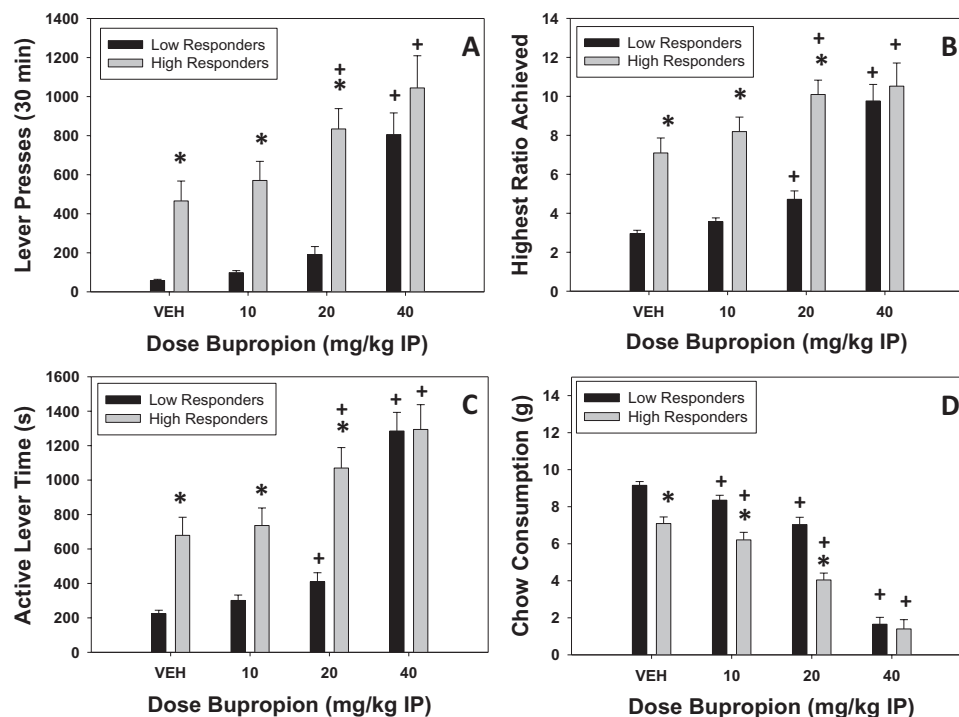 A
Low Responders
High Responders
Lever Presses (30 min)
1400
1200
1000
800
600
400
200
0
* * + * + +
VEH 10 20 40
Dose Bupropion (mg/kg IP)
B
Low Responders
High Responders
Highest Ratio Achieved
14
12
10
8
6
4
2
0
* * + + * + +
VEH 10 20 40
Dose Bupropion (mg/kg IP)
C
Low Responders
High Responders
Active Lever Time (s)
1600
1400
1200
1000
800
600
400
200
0
* * + + * + +
VEH 10 20 40
Dose Bupropion (mg/kg IP)
D
Low Responders
High Responders
Chow Consumption (g)
14
12
10
8
6
4
2
0
* + + * + + * + +
VEH 10 20 40
Dose Bupropion (mg/kg IP)